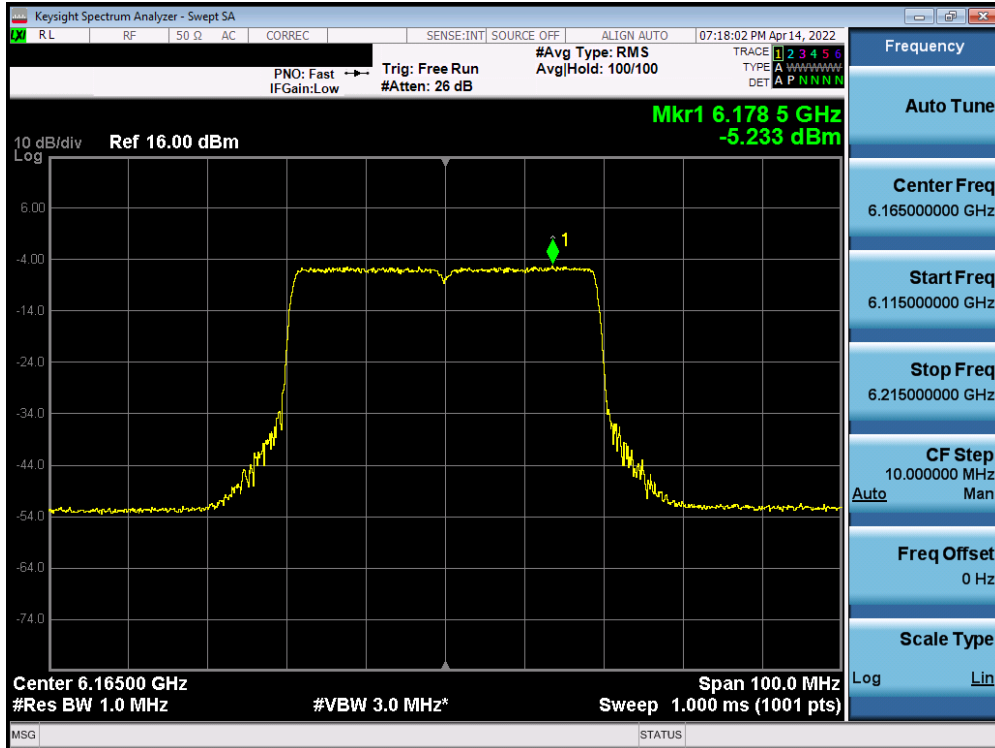 Keysight Spectrum Analyzer - Swept SA
LXI RL RF 50 Ω AC CORREC SENSE:INT SOURCE OFF ALIGN AUTO 07:18:02 PM Apr 14, 2022
PNO: Fast
IFGain:Low
Trig: Free Run
#Atten: 26 dB
#Avg Type: RMS
Avg|Hold: 100/100
TRACE 1 2 3 4 5 6
TYPE A WWWWW
DET A P N N N N
Mkr1 6.178 5 GHz
-5.233 dBm
10 dB/div Ref 16.00 dBm
Log
1
6.00
-4.00
-14.0
-24.0
-34.0
-44.0
-54.0
-64.0
-74.0
Center 6.16500 GHz Span 100.0 MHz
#Res BW 1.0 MHz #VBW 3.0 MHz* Sweep 1.000 ms (1001 pts)
MSG STATUS
Frequency
Auto Tune
Center Freq
6.165000000 GHz
Start Freq
6.115000000 GHz
Stop Freq
6.215000000 GHz
CF Step
10.000000 MHz
Auto Man
Freq Offset
0 Hz
Scale Type
Log Lin